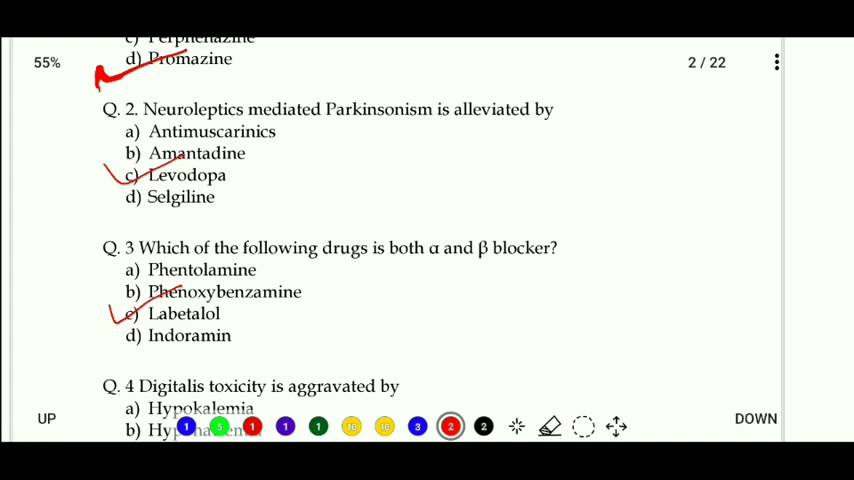 c) Perphenazine
55%
d) Promazine
2 / 22
Q. 2. Neuroleptics mediated Parkinsonism is alleviated by
a) Antimuscarinics
b) Amantadine
c) Levodopa
d) Selgiline
Q. 3 Which of the following drugs is both α and β blocker?
a) Phentolamine
b) Phenoxybenzamine
c) Labetalol
d) Indoramin
Q. 4 Digitalis toxicity is aggravated by
a) Hypokalemia
b)
UP
1 5 1 1 1 10 10 3 2 2
DOWN